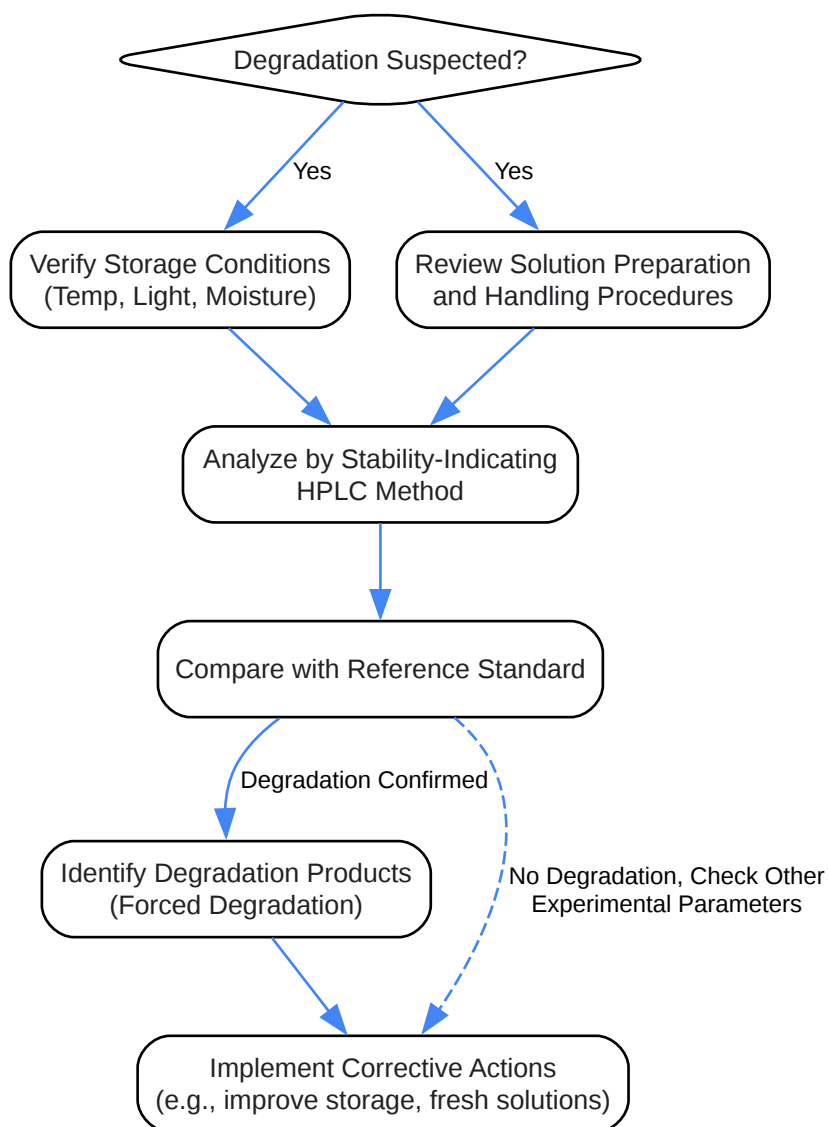 Degradation Suspected?
Yes
Yes
Verify Storage Conditions
(Temp, Light, Moisture)
Review Solution Preparation
and Handling Procedures
Analyze by Stability-Indicating
HPLC Method
Compare with Reference Standard
Degradation Confirmed
Identify Degradation Products
(Forced Degradation)
No Degradation, Check Other
Experimental Parameters
Implement Corrective Actions
(e.g., improve storage, fresh solutions)